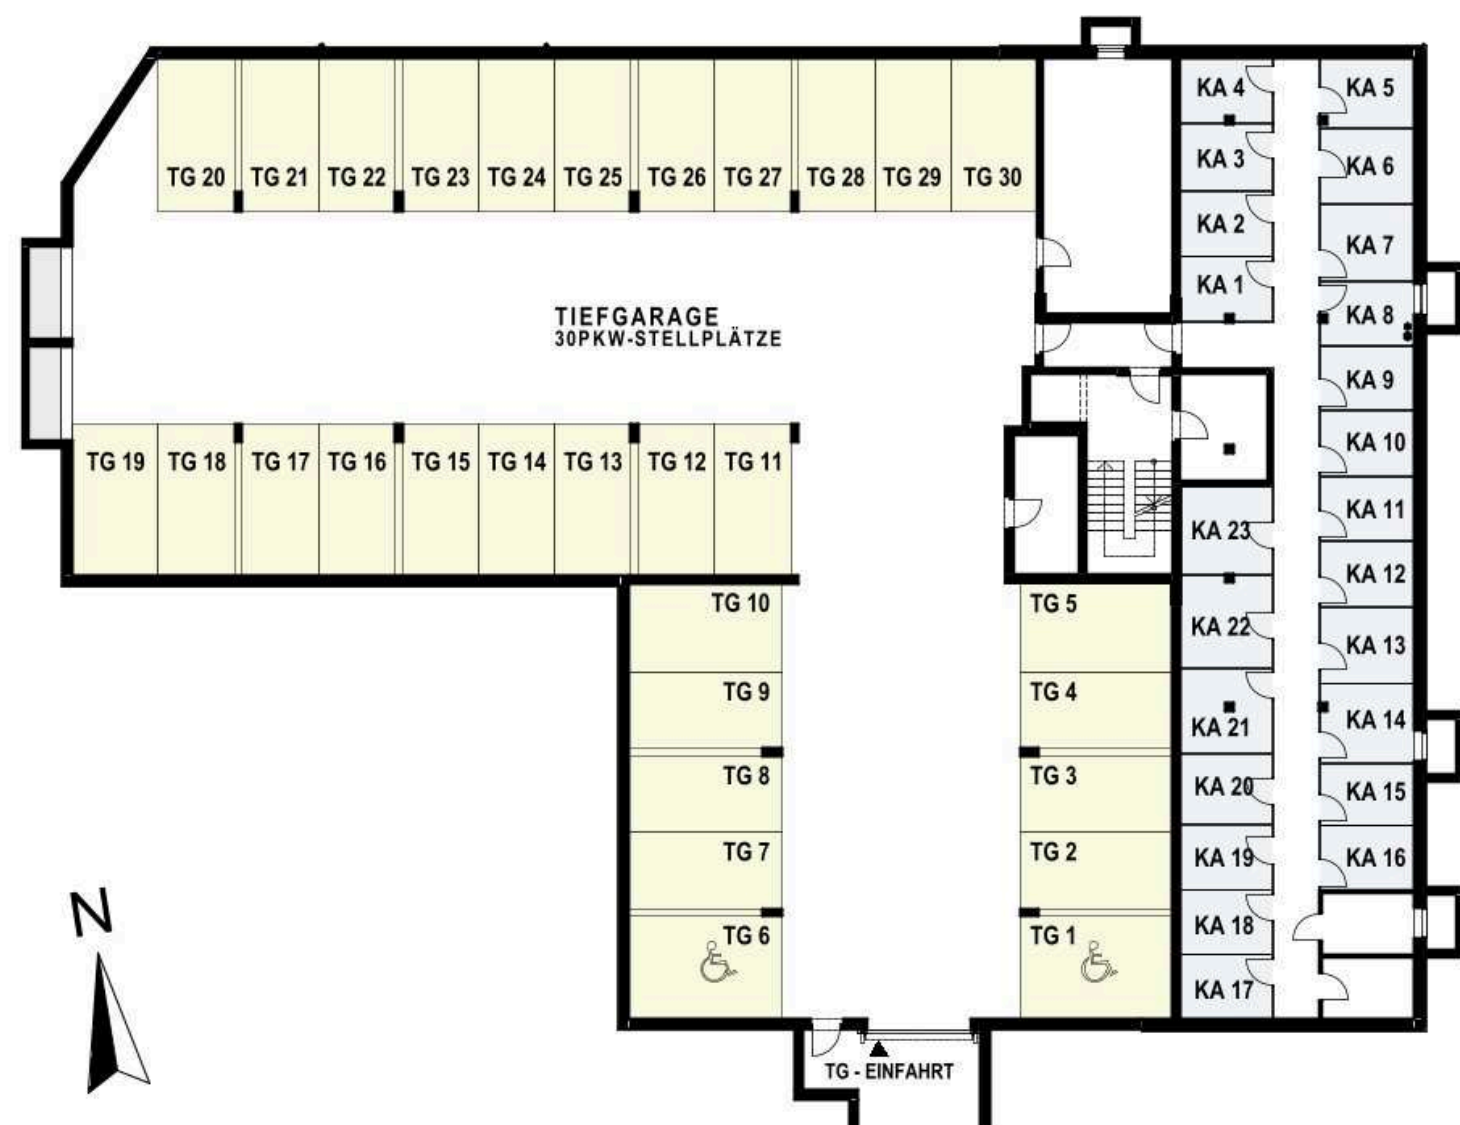 KA 4
KA 5
KA 3
KA 6
TG 20
TG 21
TG 22
TG 23
TG 24
TG 25
TG 26
TG 27
TG 28
TG 29
TG 30
KA 2
KA 7
KA 1
TIEFGARAGE
30PKW-STELLPLÄTZE
KA 8
KA 9
KA 10
TG 19
TG 18
TG 17
TG 16
TG 15
TG 14
TG 13
TG 12
TG 11
KA 11
KA 23
KA 12
TG 10
TG 5
KA 22
KA 13
TG 9
TG 4
KA 14
KA 21
TG 8
TG 3
KA 20
KA 15
TG 7
TG 2
KA 19
KA 16
N
TG 6
TG 1
KA 18
KA 17
TG - EINFAHRT